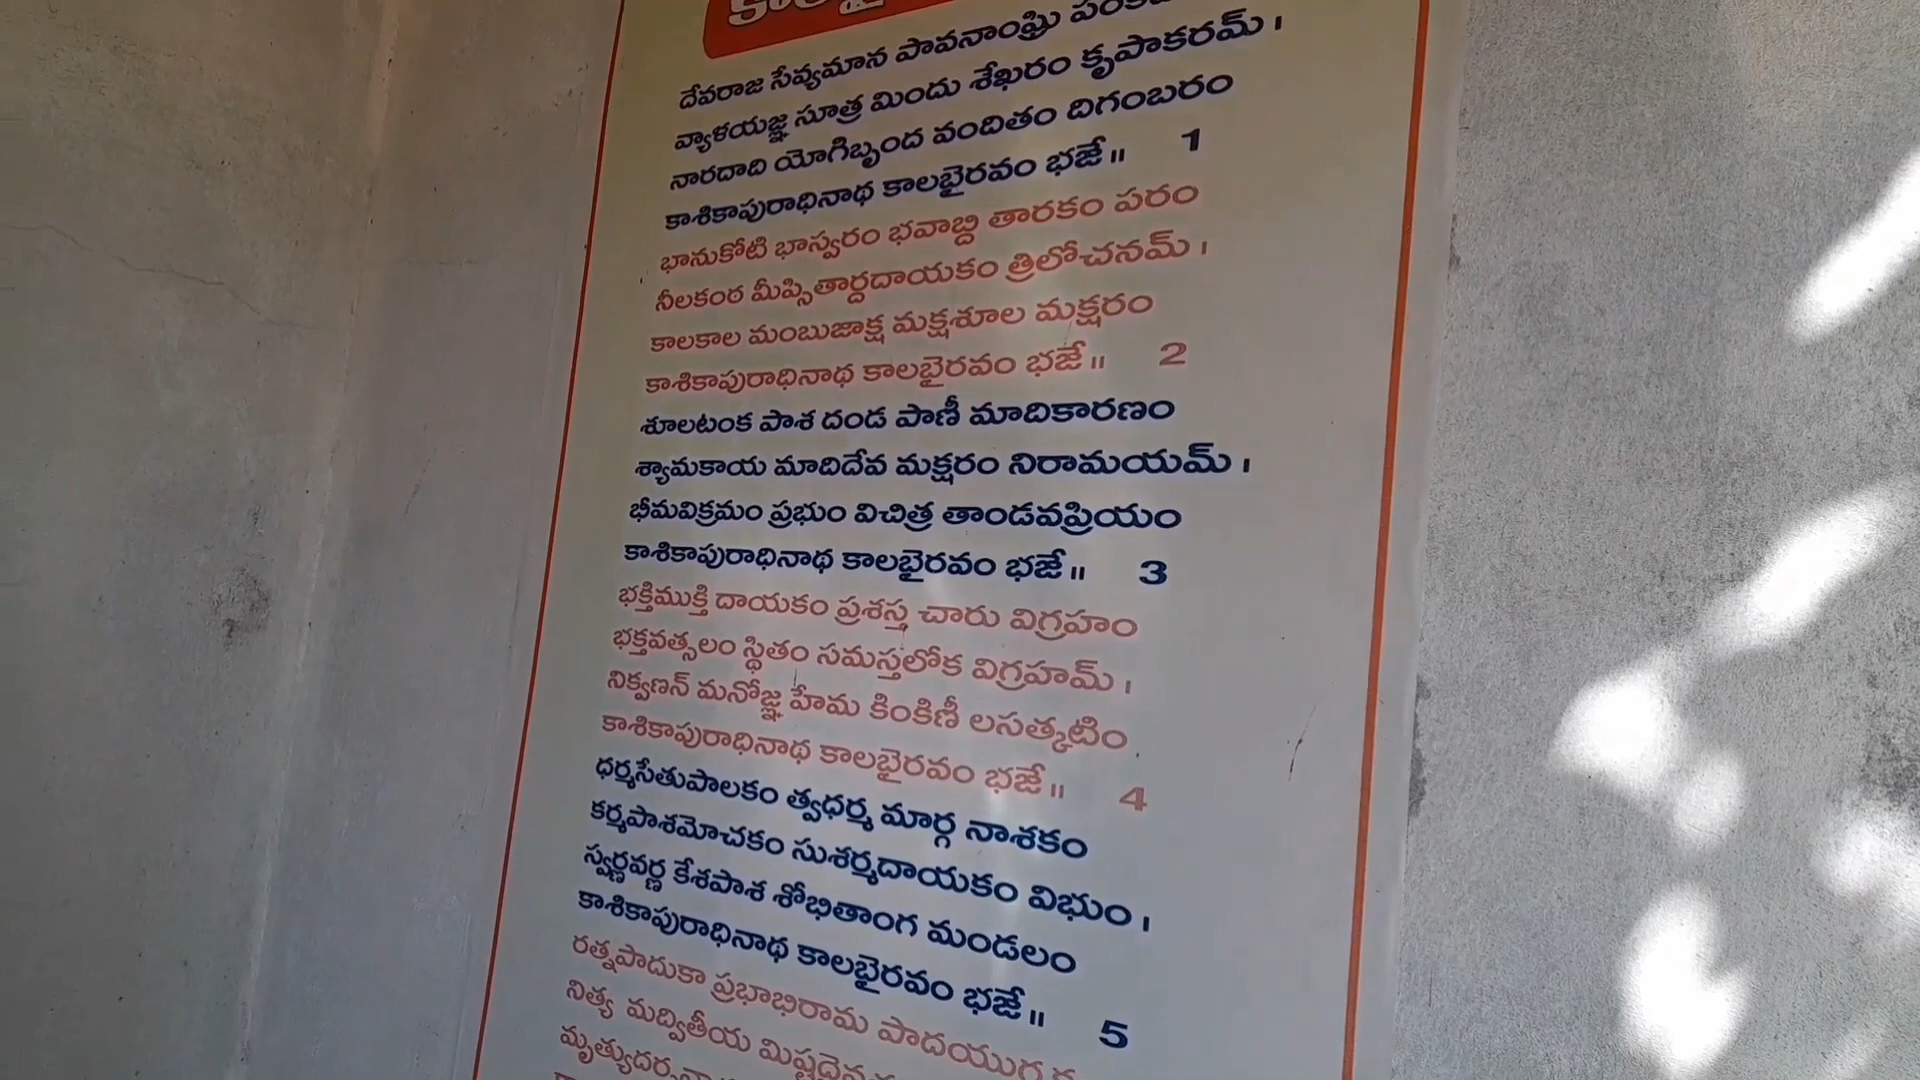 దేవరాజ సేవ్యమాన పావనాంఘ్రి
వ్యాళయజ్ఞ సూత్ర మిందు శేఖరం కృపాకరమ్ ।
నారదాది యోగిబృంద వందితం దిగంబరం
కాశికాపురాధినాథ కాలభైరవం భజే॥ 1
భానుకోటి భాస్వరం భవాబ్ది తారకం పరం
నీలకంఠ మీప్సితార్ధదాయకం త్రిలోచనమ్ ।
కాలకాల మంబుజాక్ష మక్షశూల మక్షరం
కాశికాపురాధినాథ కాలభైరవం భజే॥ 2
శూలటంక పాశ దండ పాణీ మాదికారణం
శ్యామకాయ మాదిదేవ మక్షరం నిరామయమ్ ।
భీమవిక్రమం ప్రభుం విచిత్ర తాండవప్రియం
కాశికాపురాధినాథ కాలభైరవం భజే॥ 3
భక్తిముక్తి దాయకం ప్రశస్త చారు విగ్రహం
భక్తవత్సలం స్థితం సమస్తలోక విగ్రహమ్ ।
నిక్వణన్ మనోజ్ఞ హేమ కింకిణీ లసత్కటిం
కాశికాపురాధినాథ కాలభైరవం భజే॥ 4
ధర్మసేతుపాలకం త్వధర్మ మార్గ నాశకం
కర్మపాశమోచకం సుశర్మదాయకం విభుం ।
స్వర్ణవర్ణ కేశపాశ శోభితాంగ మండలం
కాశికాపురాధినాథ కాలభైరవం భజే॥ 5
రత్నపాదుకా ప్రభాభిరామ పాదయుగ్మ
నిత్య మద్వితీయ